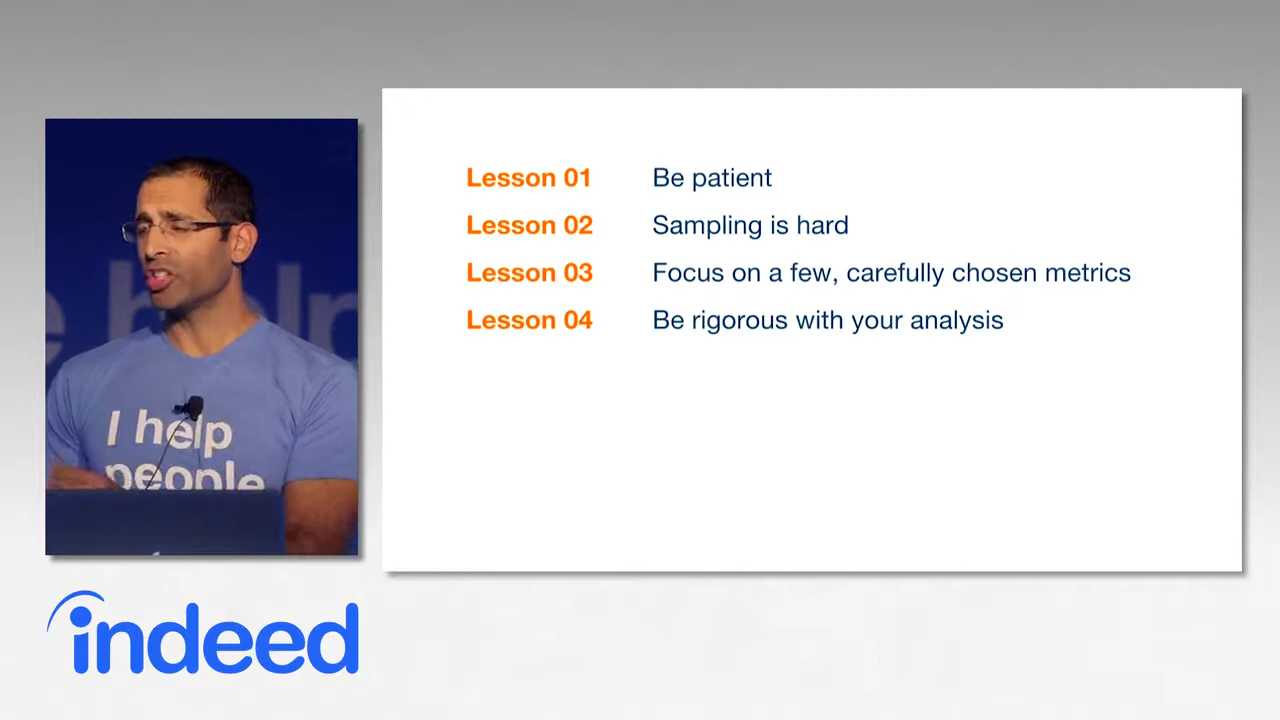 e help
I help
people
indeed
Lesson 01 Be patient
Lesson 02 Sampling is hard
Lesson 03 Focus on a few, carefully chosen metrics
Lesson 04 Be rigorous with your analysis